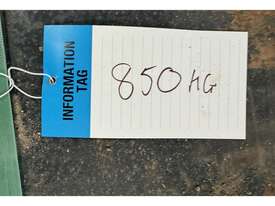 INFORMATION
TAG
850 KG